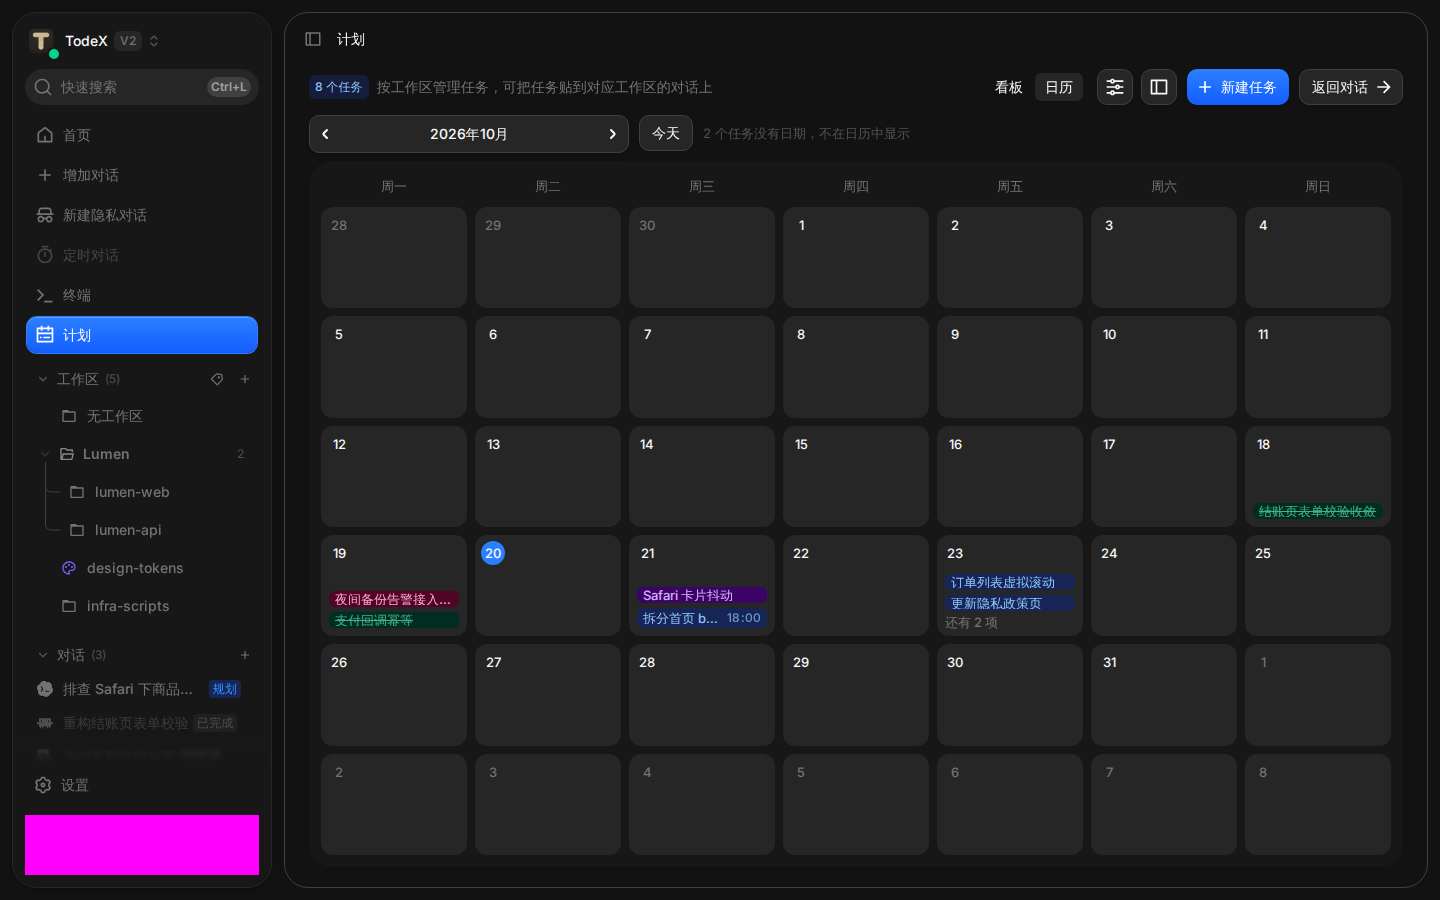 TodeX V2
快速搜索 Ctrl+L
首页
增加对话
新建隐私对话
定时对话
终端
计划
工作区 (5)
无工作区
Lumen 2
lumen-web
lumen-api
design-tokens
infra-scripts
对话 (3)
排查 Safari 下商品... 规划
重构结账页表单校验 已完成
设置
计划
8 个任务 按工作区管理任务，可把任务贴到对应工作区的对话上
看板 日历 新建任务 返回对话
2026年10月 今天 2 个任务没有日期，不在日历中显示
周一 周二 周三 周四 周五 周六 周日
28 29 30 1 2 3 4
5 6 7 8 9 10 11
12 13 14 15 16 17 18
结账页表单校验收敛
19 20 21 22 23 24 25
夜间备份告警接入...
支付回调幂等
Safari 卡片抖动
拆分首页 b... 18:00
订单列表虚拟滚动
更新隐私政策页
还有 2 项
26 27 28 29 30 31 1
2 3 4 5 6 7 8